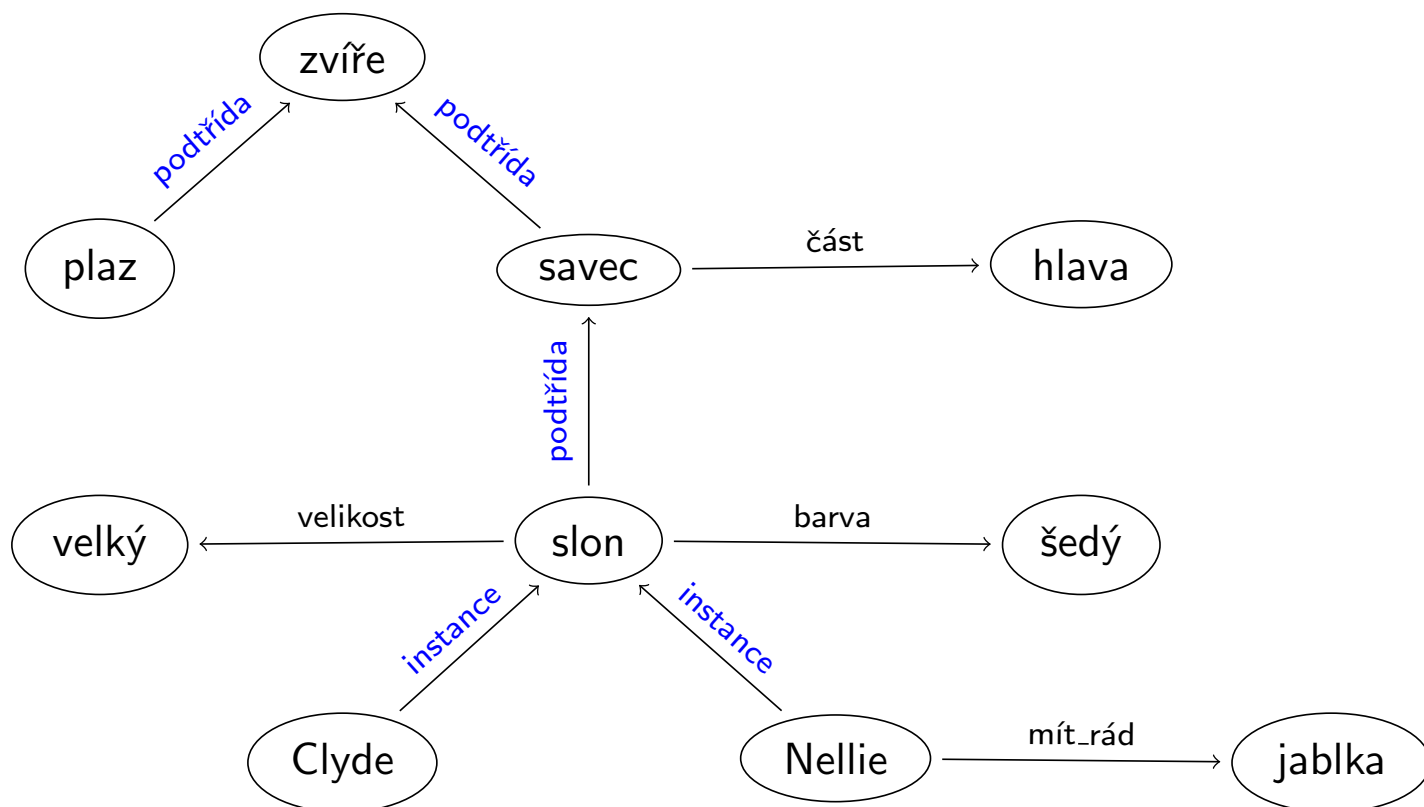 zvíře
podtřída
podtřída
plaz
savec
část
hlava
podtřída
velký
velikost
slon
barva
šedý
instance
instance
Clyde
Nellie
mít_rád
jablka